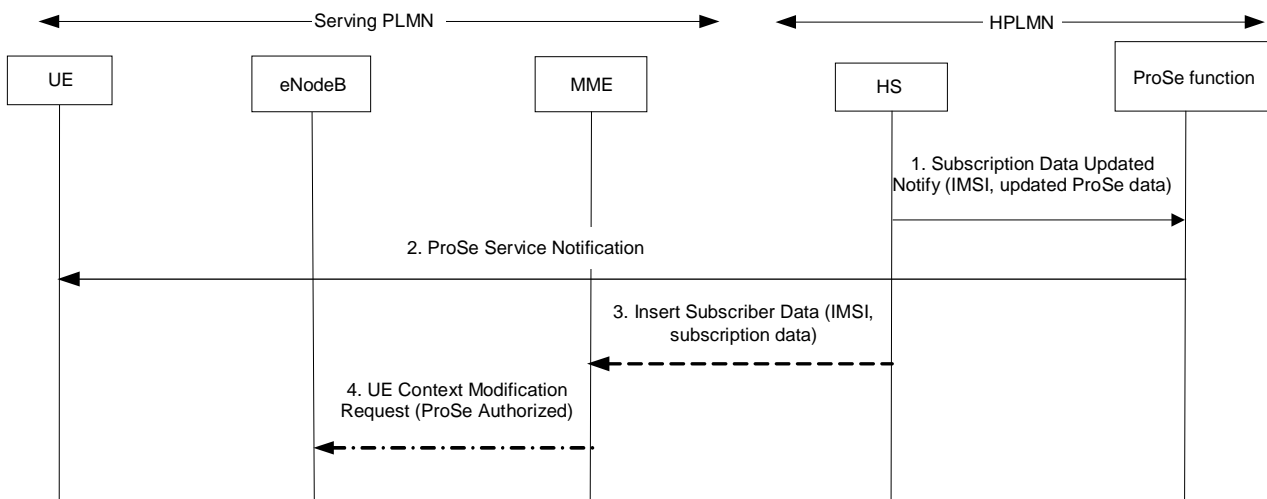 Serving PLMN
HPLMN
UE
eNodeB
MME
HS
ProSe function
1. Subscription Data Updated
Notify (IMSI, updated ProSe data)
2. ProSe Service Notification
3. Insert Subscriber Data (IMSI,
subscription data)
4. UE Context Modification
Request (ProSe Authorized)